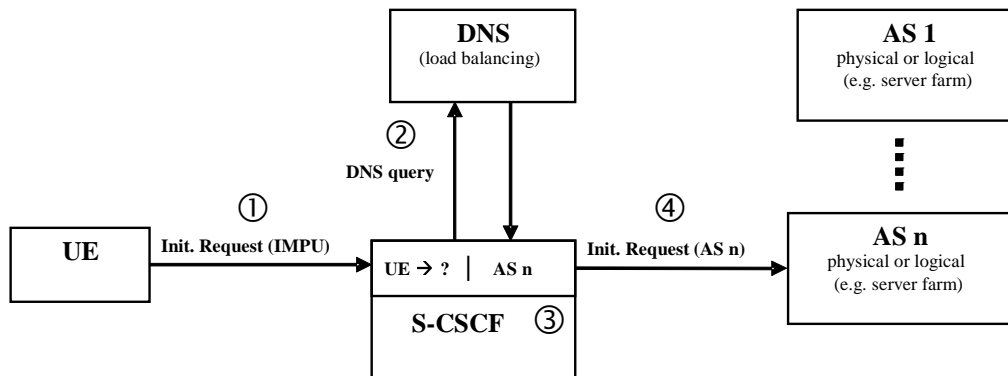 DNS
(load balancing)
AS 1
physical or logical
(e.g. server farm)
②
DNS query
①
Init. Request (IMPU)
④
Init. Request (AS n)
UE
UE → ? | AS n
S-CSCF
③
AS n
physical or logical
(e.g. server farm)